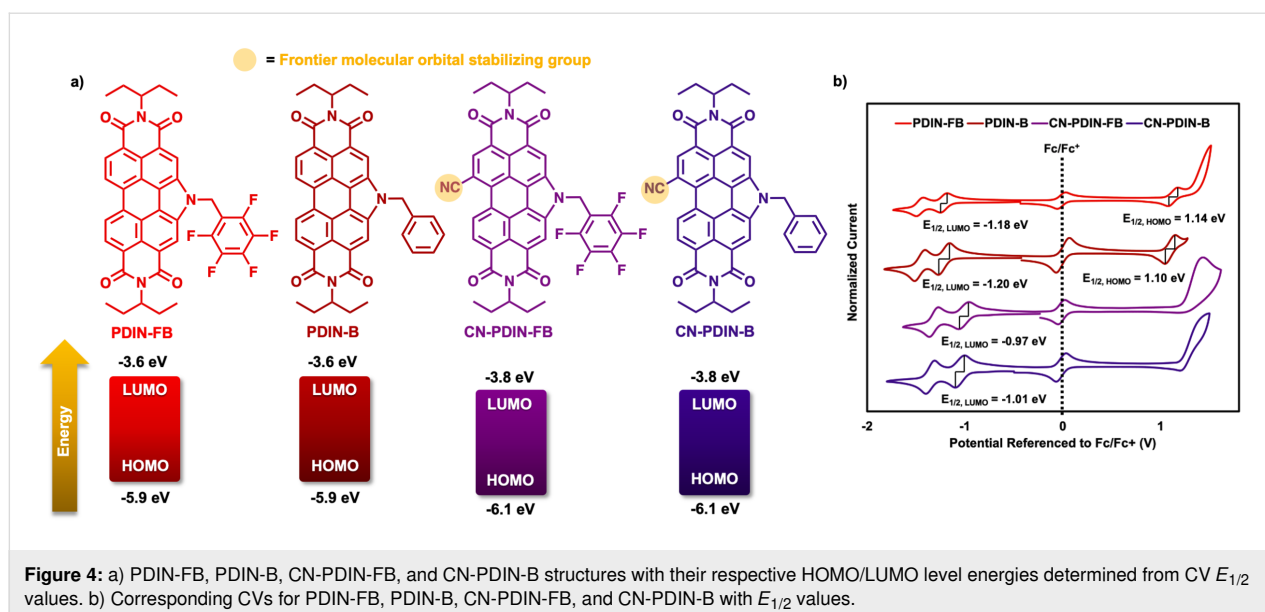 = Frontier molecular orbital stabilizing group
a)
O
N
O
N
F
F
F
F
F
O
N
O
PDIN-FB
O
N
O
N
O
N
O
PDIN-B
O
N
O
NC
N
F
F
F
F
F
O
N
O
CN-PDIN-FB
O
N
O
NC
N
O
N
O
CN-PDIN-B
Energy
-3.6 eV
LUMO
HOMO
-5.9 eV
-3.6 eV
LUMO
HOMO
-5.9 eV
-3.8 eV
LUMO
HOMO
-6.1 eV
-3.8 eV
LUMO
HOMO
-6.1 eV
b)
PDIN-FB PDIN-B CN-PDIN-FB CN-PDIN-B
Fc/Fc+
E1/2, LUMO = -1.18 eV
E1/2, HOMO = 1.14 eV
E1/2, LUMO = -1.20 eV
E1/2, HOMO = 1.10 eV
E1/2, LUMO = -0.97 eV
E1/2, LUMO = -1.01 eV
Normalized Current
-2 -1 0 1
Potential Referenced to Fc/Fc+ (V)
Figure 4: a) PDIN-FB, PDIN-B, CN-PDIN-FB, and CN-PDIN-B structures with their respective HOMO/LUMO level energies determined from CV E1/2
values. b) Corresponding CVs for PDIN-FB, PDIN-B, CN-PDIN-FB, and CN-PDIN-B with E1/2 values.